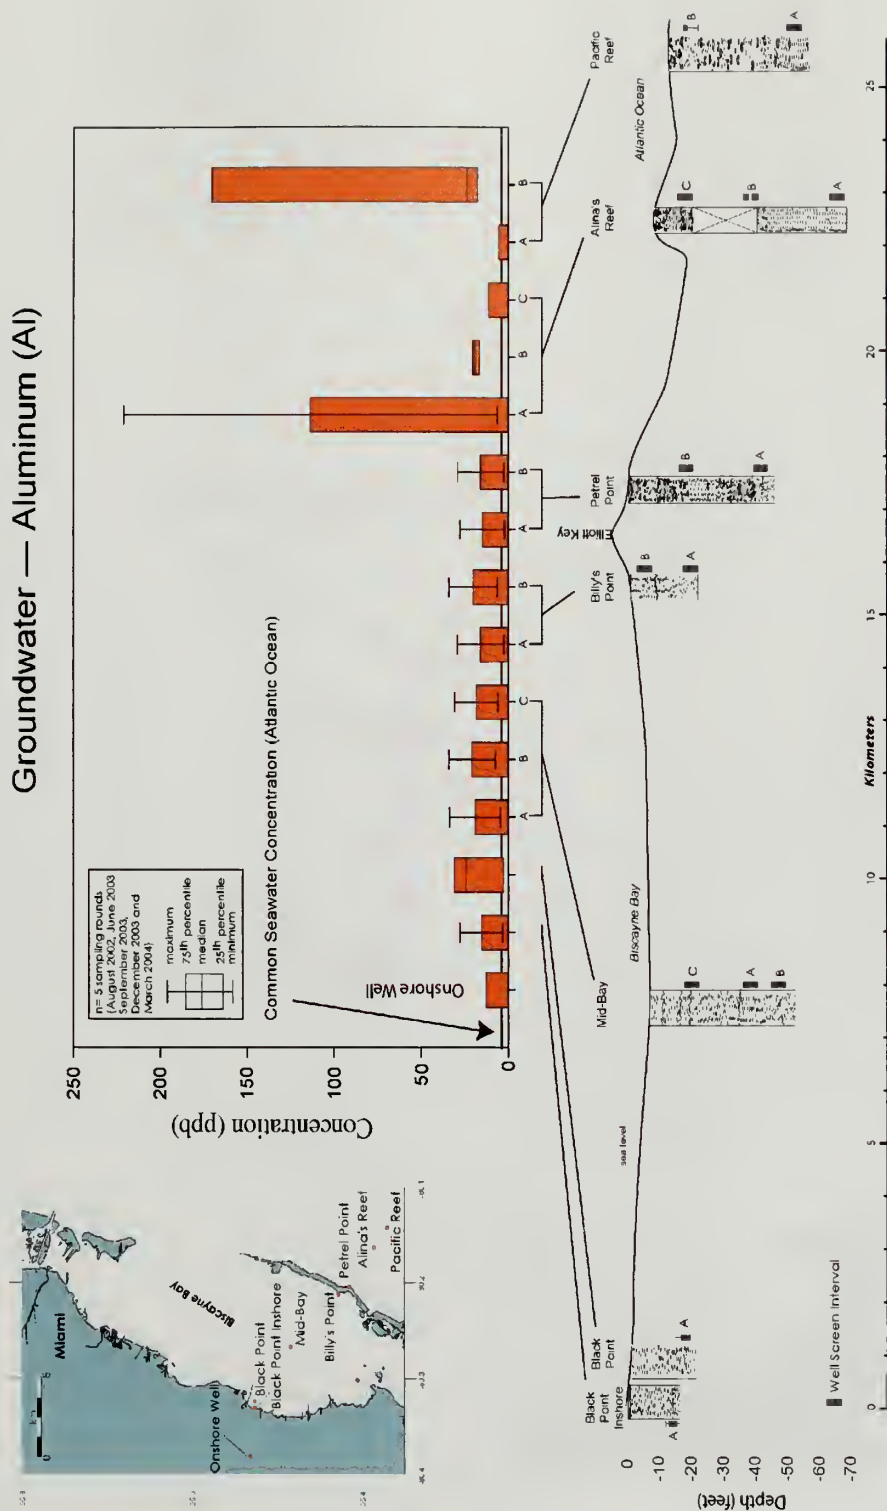 Groundwater — Aluminum (Al)
n= 5 sampling rounds
(August 2002, June 2003
September 2003,
December 2003 and
March 2004)
maximum
75th percentile
median
25th percentile
minimum
Common Seawater Concentration (Atlantic Ocean)
Onshore Well
Concentration (ppb)
250
200
150
100
50
0
A
B
C
A
B
A
B
A
B
C
A
B
Black
Point
Inshore
Black
Point
Mid-Bay
Billy's
Point
Elliott Key
Petrel
Point
Alina's
Reef
Pacific
Reef
sea level
Biscayne Bay
Atlantic Ocean
Depth (feet)
0
-10
-20
-30
-40
-50
-60
-70
A
A
C
A
B
B
A
B
A
C
B
A
B
A
Well Screen Interval
0
5
10
15
20
25
Kilometers
Miami
Biscayne Bay
km
Onshore Well
Black Point
Black Point Inshore
Mid-Bay
Billy's Point
Petrel Point
Alina's Reef
Pacific Reef